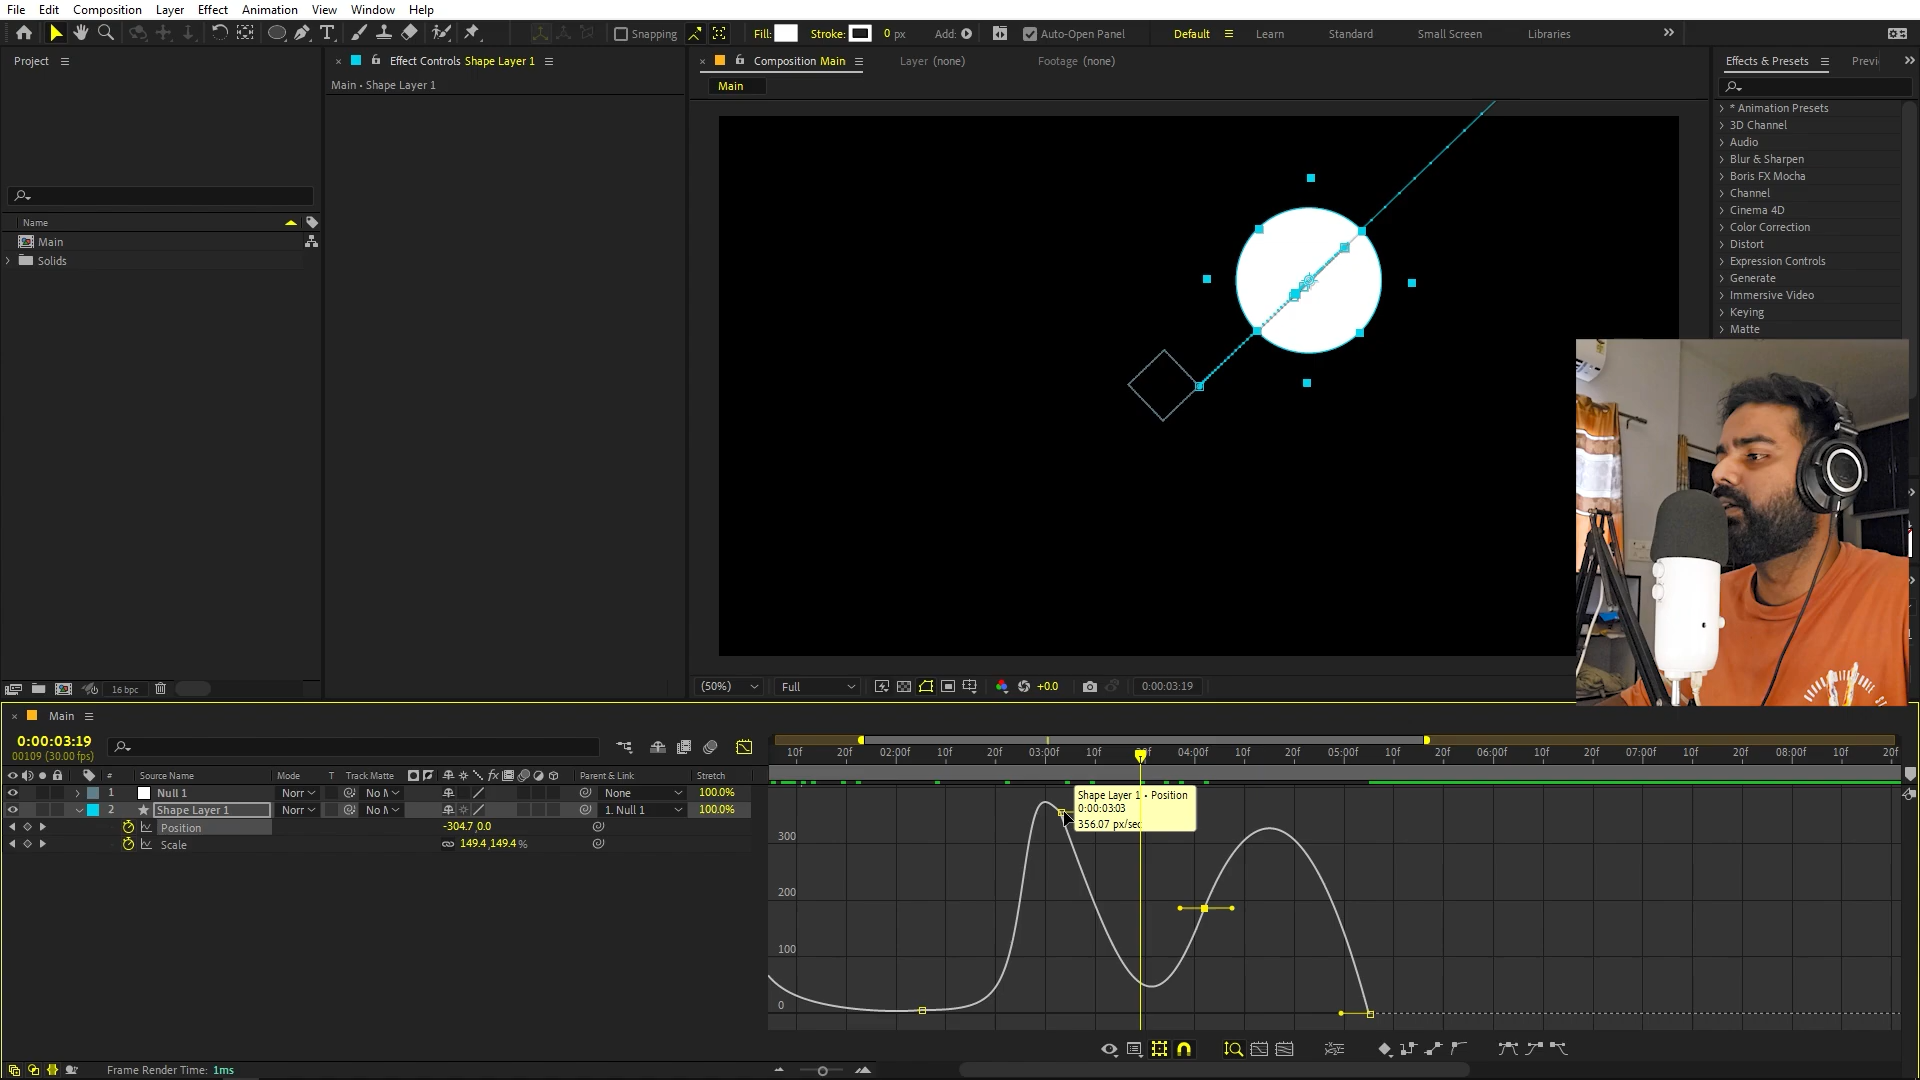 File Edit Composition Layer Effect Animation View Window Help
Snapping
Fill: Stroke: 0 px Add: Auto-Open Panel
Default Learn Standard Small Screen Libraries
Project
Effect Controls Shape Layer 1
Main • Shape Layer 1
Composition Main
Layer (none)
Footage (none)
Main
Effects & Presets
Previ
* Animation Presets
3D Channel
Audio
Blur & Sharpen
Boris FX Mocha
Channel
Cinema 4D
Color Correction
Distort
Expression Controls
Generate
Immersive Video
Keying
Matte
Name
Main
Solids
16 bpc
(50%) Full +0.0 0:00:03:19
Main
0:00:03:19
00109 (30.00 fps)
10f 20f 02:00f 10f 20f 03:00f 10f 20f 04:00f 10f 20f 05:00f 10f 20f 06:00f 10f 20f 07:00f 10f 20f 08:00f 10f 20f
# Source Name Mode T Track Matte fx Parent & Link Stretch
1 Null 1 Norr No M None 100.0%
2 Shape Layer 1 Norr No M 1. Null 1 100.0%
Position -304.7,0.0
Scale 149.4,149.4%
Shape Layer 1 • Position
0:00:03:03
356.07 px/sec
300
200
100
0
Frame Render Time: 1ms